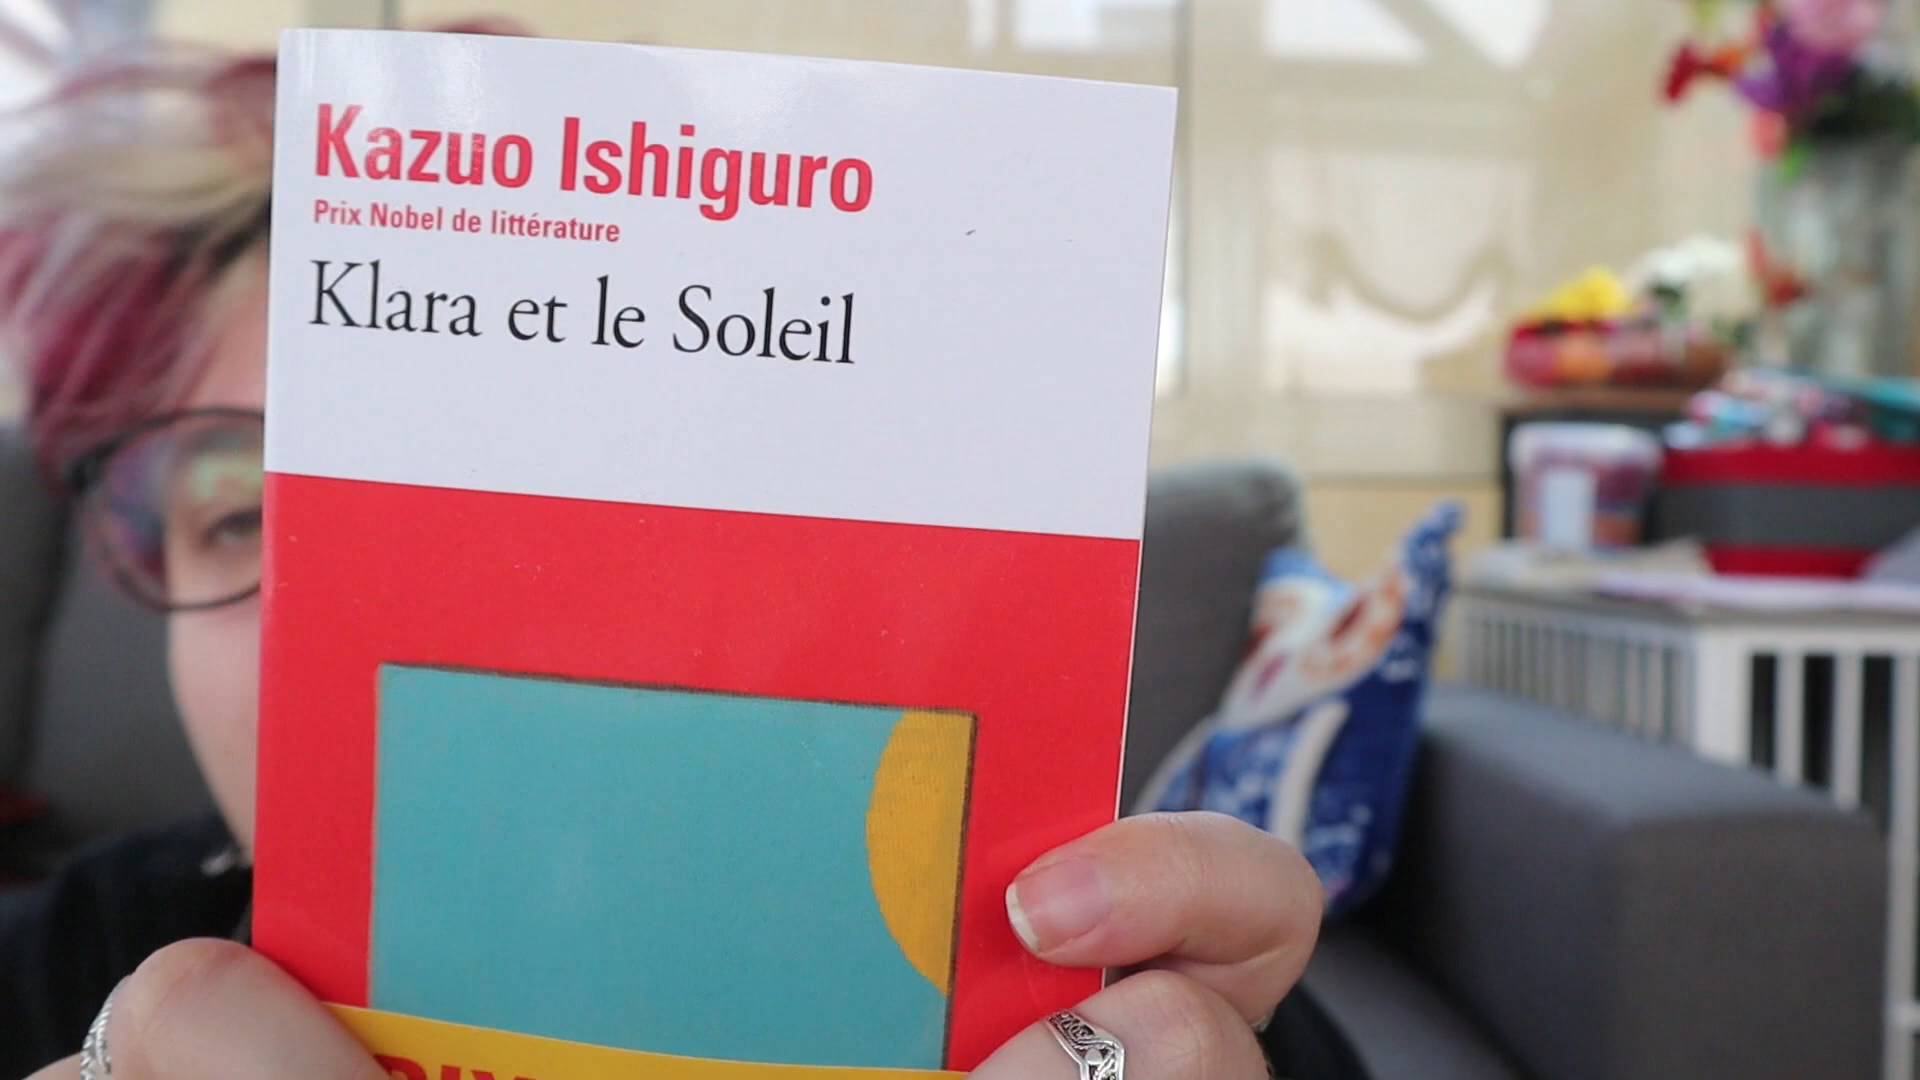 Kazuo Ishiguro
Prix Nobel de littérature
Klara et le Soleil